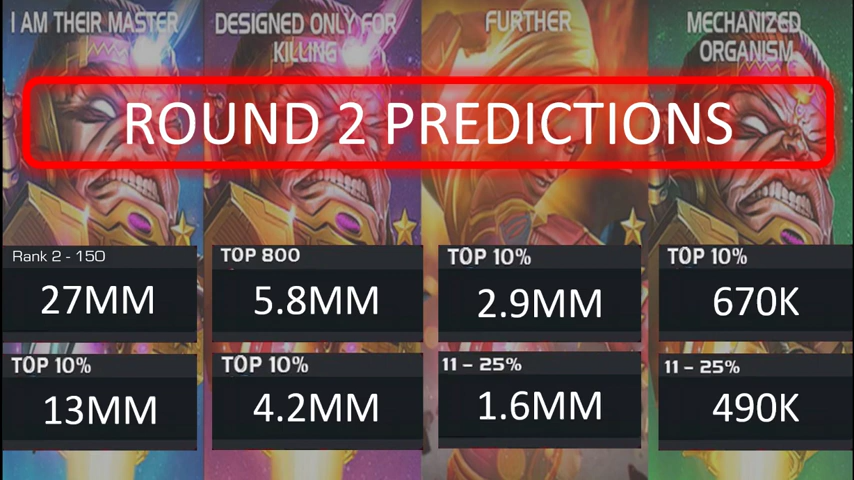 I AM THEIR MASTER
DESIGNED ONLY FOR
KILLING
FURTHER
MECHANIZED
ORGANISM
ROUND 2 PREDICTIONS
Rank 2 - 150
27MM
TOP 10%
13MM
TOP 800
5.8MM
TOP 10%
4.2MM
TOP 10%
2.9MM
11 – 25%
1.6MM
TOP 10%
670K
11 – 25%
490K